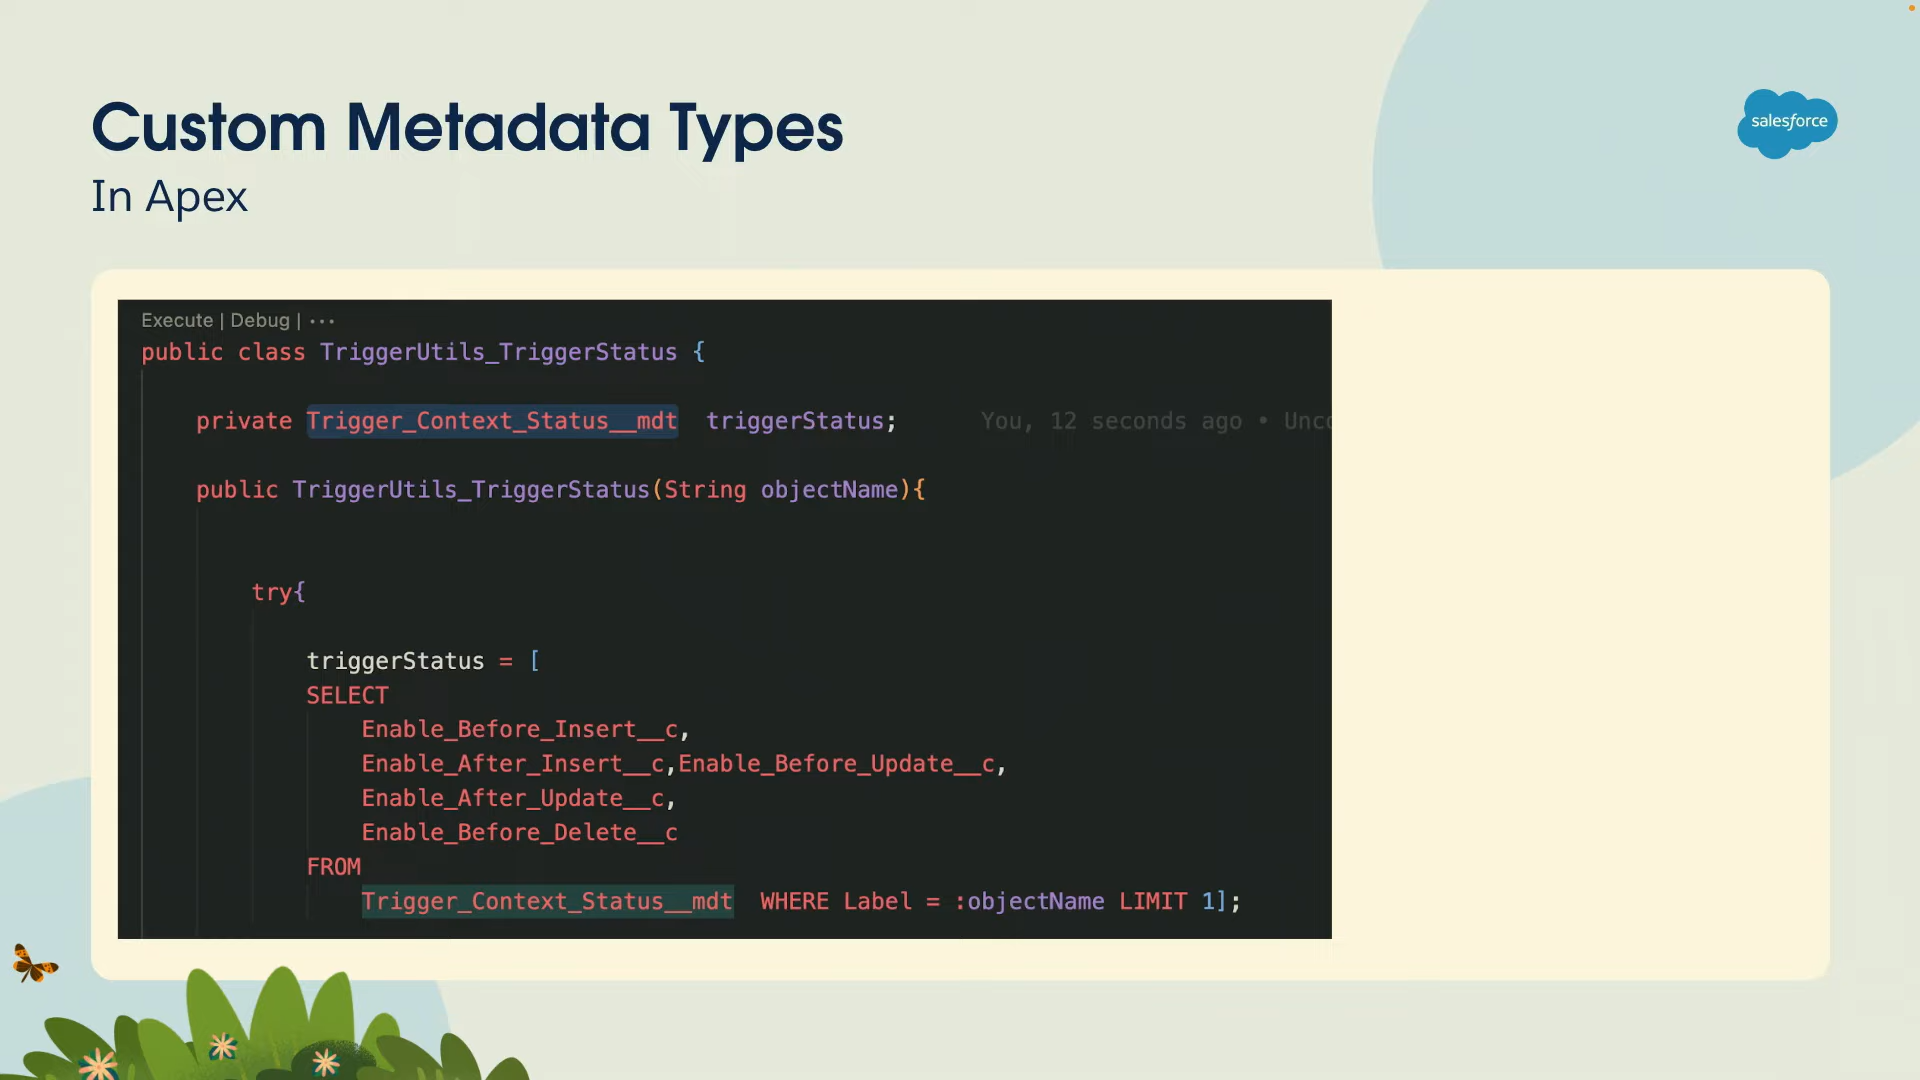 Custom Metadata Types
In Apex
salesforce
Execute | Debug | ···
public class TriggerUtils_TriggerStatus {
private Trigger_Context_Status__mdt triggerStatus; You, 12 seconds ago • Unco
public TriggerUtils_TriggerStatus(String objectName){
try{
triggerStatus = [
SELECT
Enable_Before_Insert__c,
Enable_After_Insert__c,Enable_Before_Update__c,
Enable_After_Update__c,
Enable_Before_Delete__c
FROM
Trigger_Context_Status__mdt WHERE Label = :objectName LIMIT 1];